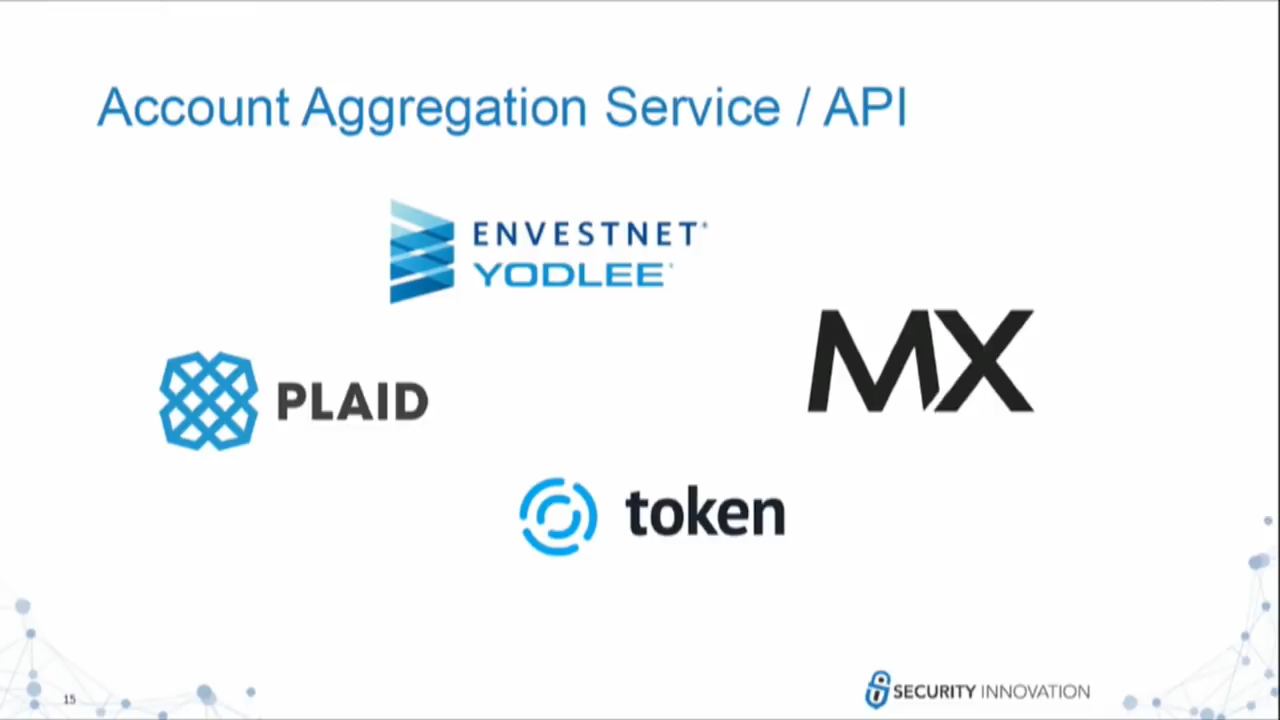 Account Aggregation Service / API
ENVESTNET®
YODLEE®
MX
PLAID
token
15
SECURITY INNOVATION